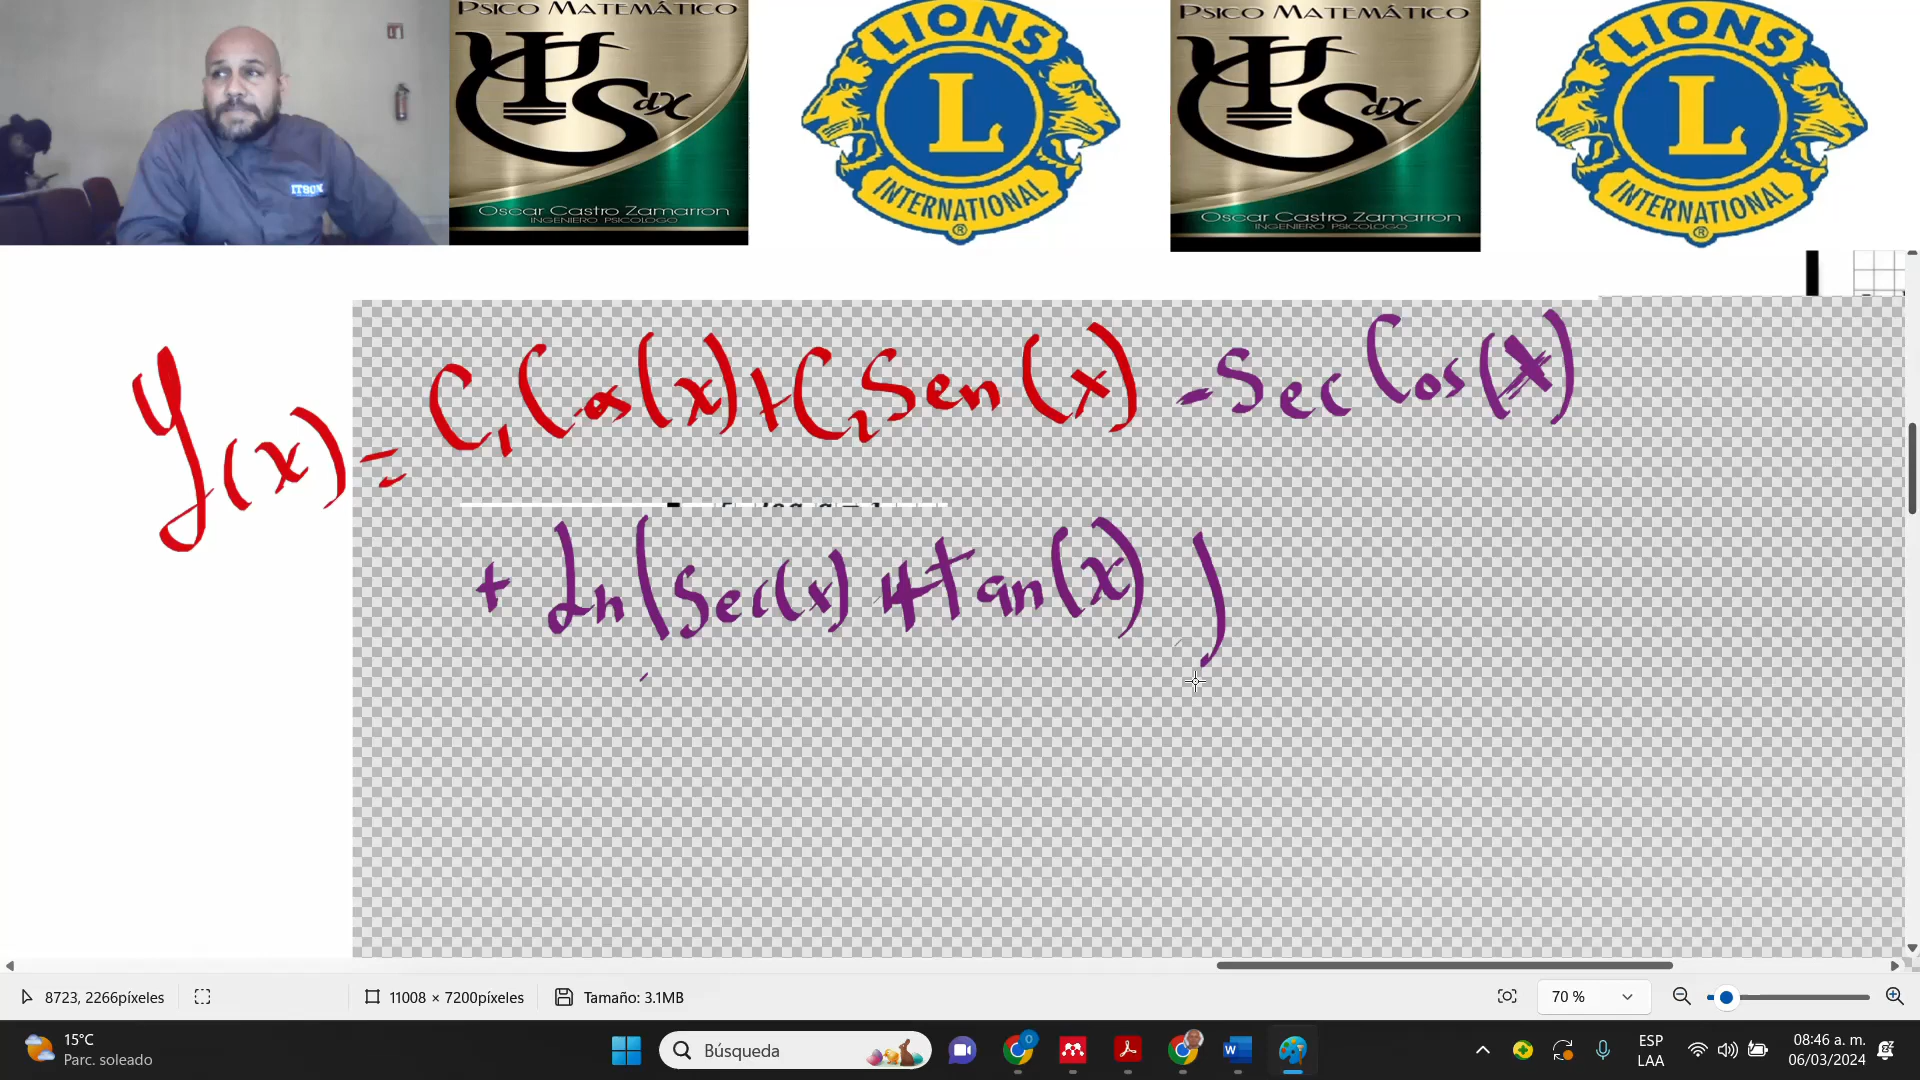 PSICO MATEMÁTICO
LIONS
PSICO MATEMÁTICO
LIONS
dx
L
dx
L
ITSON
INTERNATIONAL
INTERNATIONAL
Oscar Castro Zamarron
INGENIERO PSICOLOGO
®
Oscar Castro Zamarron
INGENIERO PSICOLOGO
®
y(x) = C₁Cos(x)+C₂Sen(x) -Sec Cos(x)
+ Ln(Sec(x)+tan(x))
8723, 2266píxeles
11008 × 7200píxeles
Tamaño: 3.1MB
70 %
15°C
Parc. soleado
Búsqueda
ESP
LAA
08:46 a. m.
06/03/2024